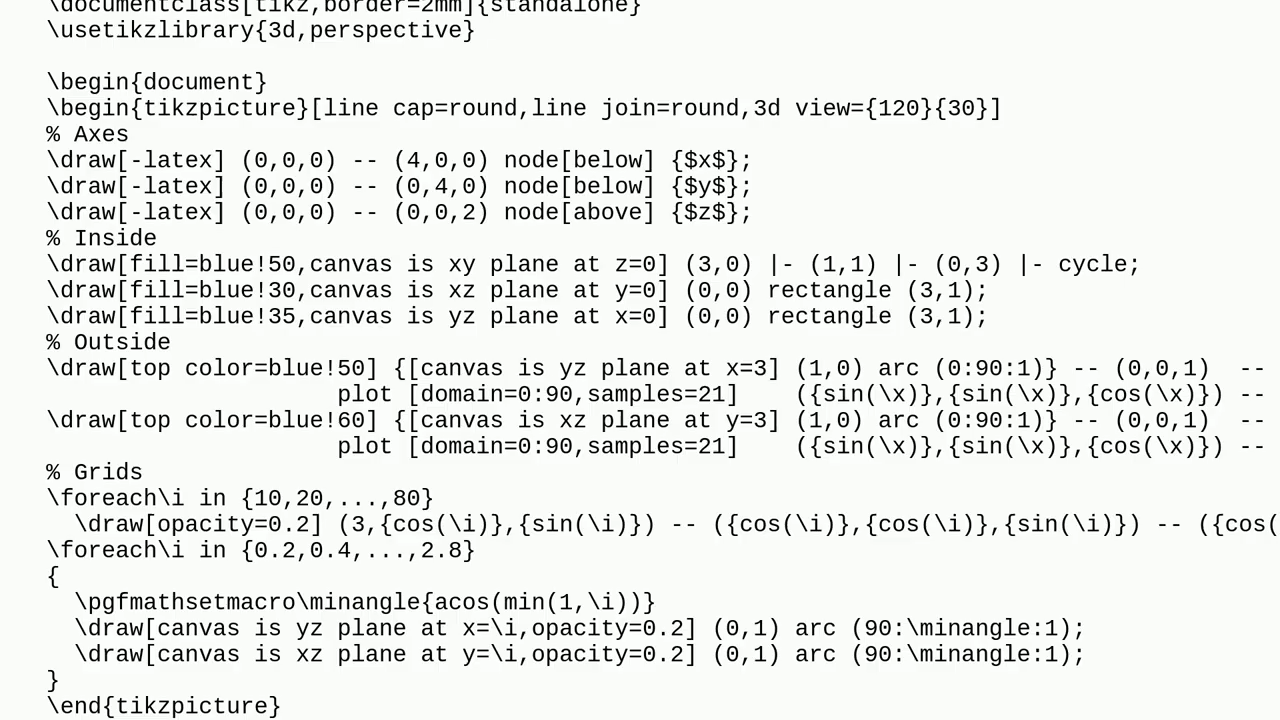 \documentclass[tikz,border=2mm]{standalone}
\usetikzlibrary{3d,perspective}
\begin{document}
\begin{tikzpicture}[line cap=round,line join=round,3d view={120}{30}]
% Axes
\draw[-latex] (0,0,0) -- (4,0,0) node[below] {$x$};
\draw[-latex] (0,0,0) -- (0,4,0) node[below] {$y$};
\draw[-latex] (0,0,0) -- (0,0,2) node[above] {$z$};
% Inside
\draw[fill=blue!50,canvas is xy plane at z=0] (3,0) |- (1,1) |- (0,3) |- cycle;
\draw[fill=blue!30,canvas is xz plane at y=0] (0,0) rectangle (3,1);
\draw[fill=blue!35,canvas is yz plane at x=0] (0,0) rectangle (3,1);
% Outside
\draw[top color=blue!50] {[canvas is yz plane at x=3] (1,0) arc (0:90:1)} -- (0,0,1)  --
                     plot [domain=0:90,samples=21]    ({sin(\x)},{sin(\x)},{cos(\x)}) --
\draw[top color=blue!60] {[canvas is xz plane at y=3] (1,0) arc (0:90:1)} -- (0,0,1)  --
                     plot [domain=0:90,samples=21]    ({sin(\x)},{sin(\x)},{cos(\x)}) --
% Grids
\foreach\i in {10,20,...,80}
  \draw[opacity=0.2] (3,{cos(\i)},{sin(\i)}) -- ({cos(\i)},{cos(\i)},{sin(\i)}) -- ({cos(
\foreach\i in {0.2,0.4,...,2.8}
{
  \pgfmathsetmacro\minangle{acos(min(1,\i))}
  \draw[canvas is yz plane at x=\i,opacity=0.2] (0,1) arc (90:\minangle:1);
  \draw[canvas is xz plane at y=\i,opacity=0.2] (0,1) arc (90:\minangle:1);
}
\end{tikzpicture}